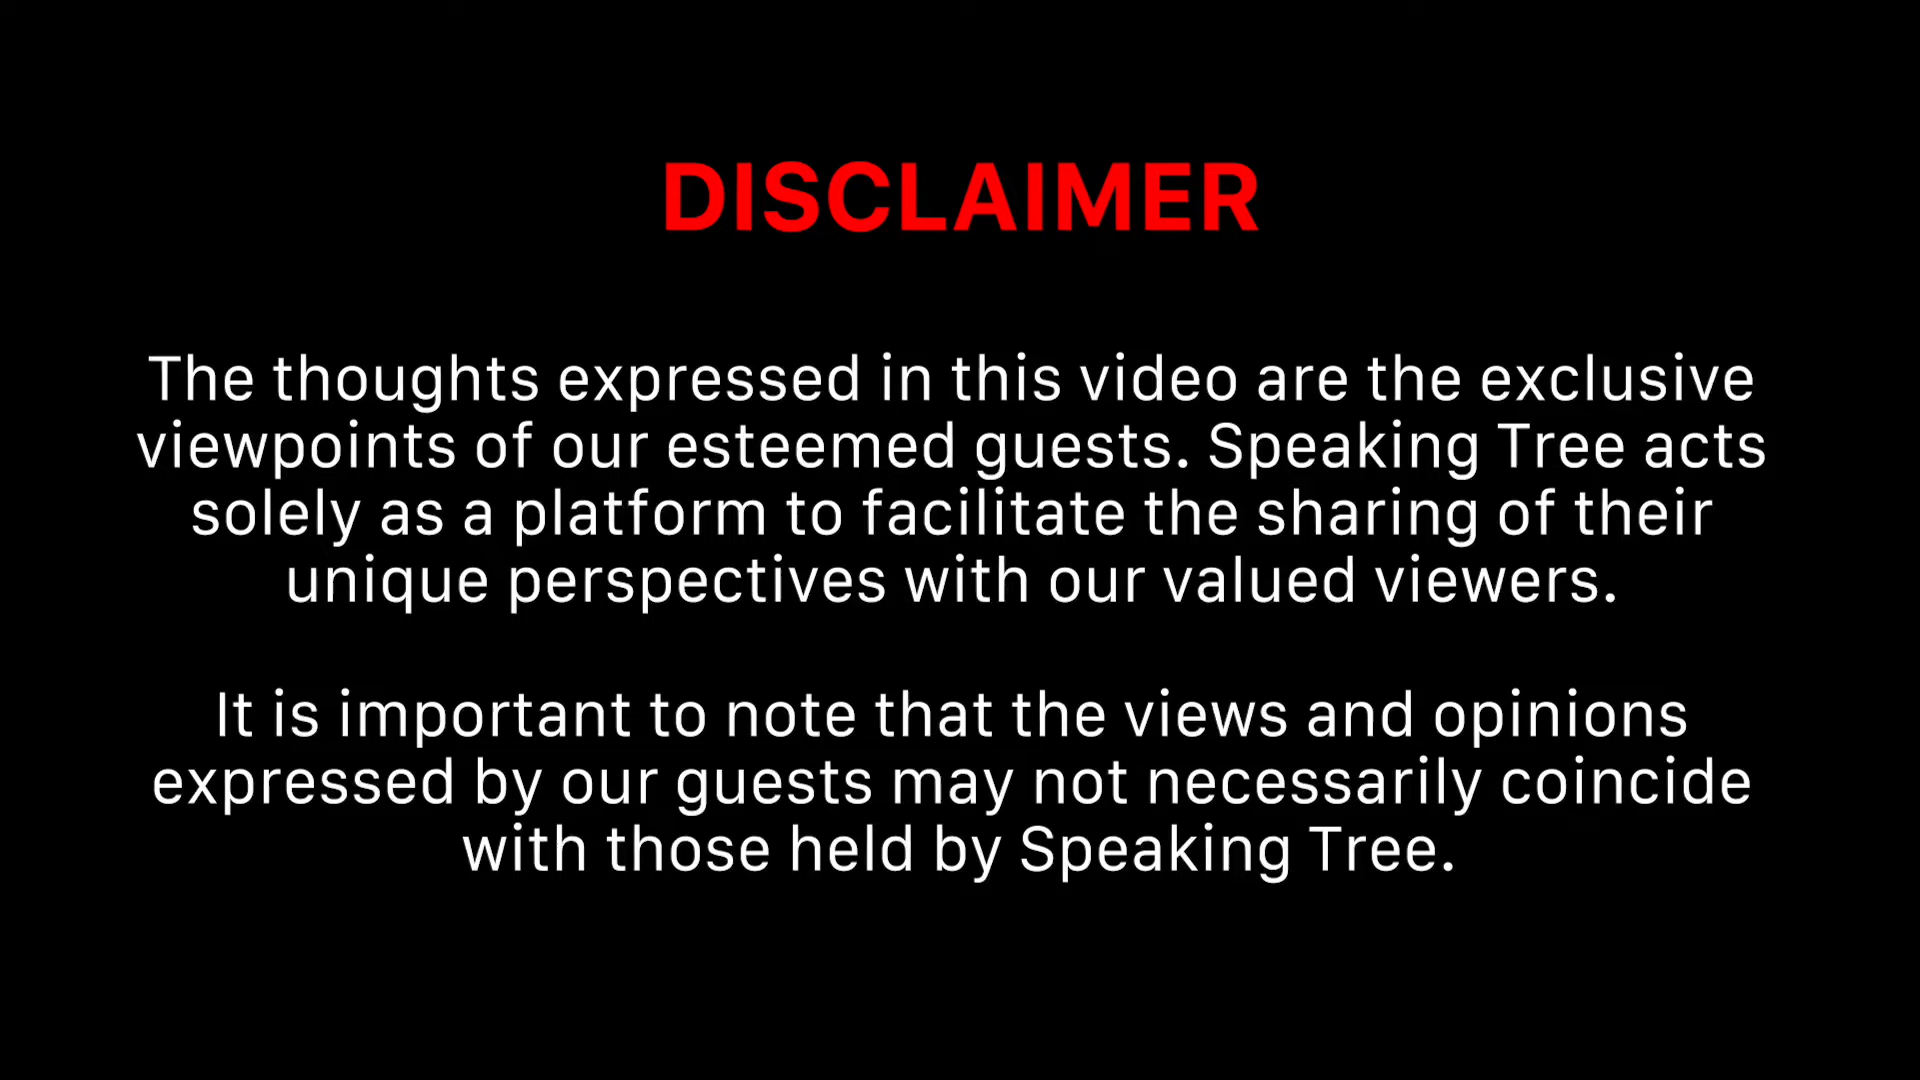 DISCLAIMER
The thoughts expressed in this video are the exclusive
viewpoints of our esteemed guests. Speaking Tree acts
solely as a platform to facilitate the sharing of their
unique perspectives with our valued viewers.
It is important to note that the views and opinions
expressed by our guests may not necessarily coincide
with those held by Speaking Tree.